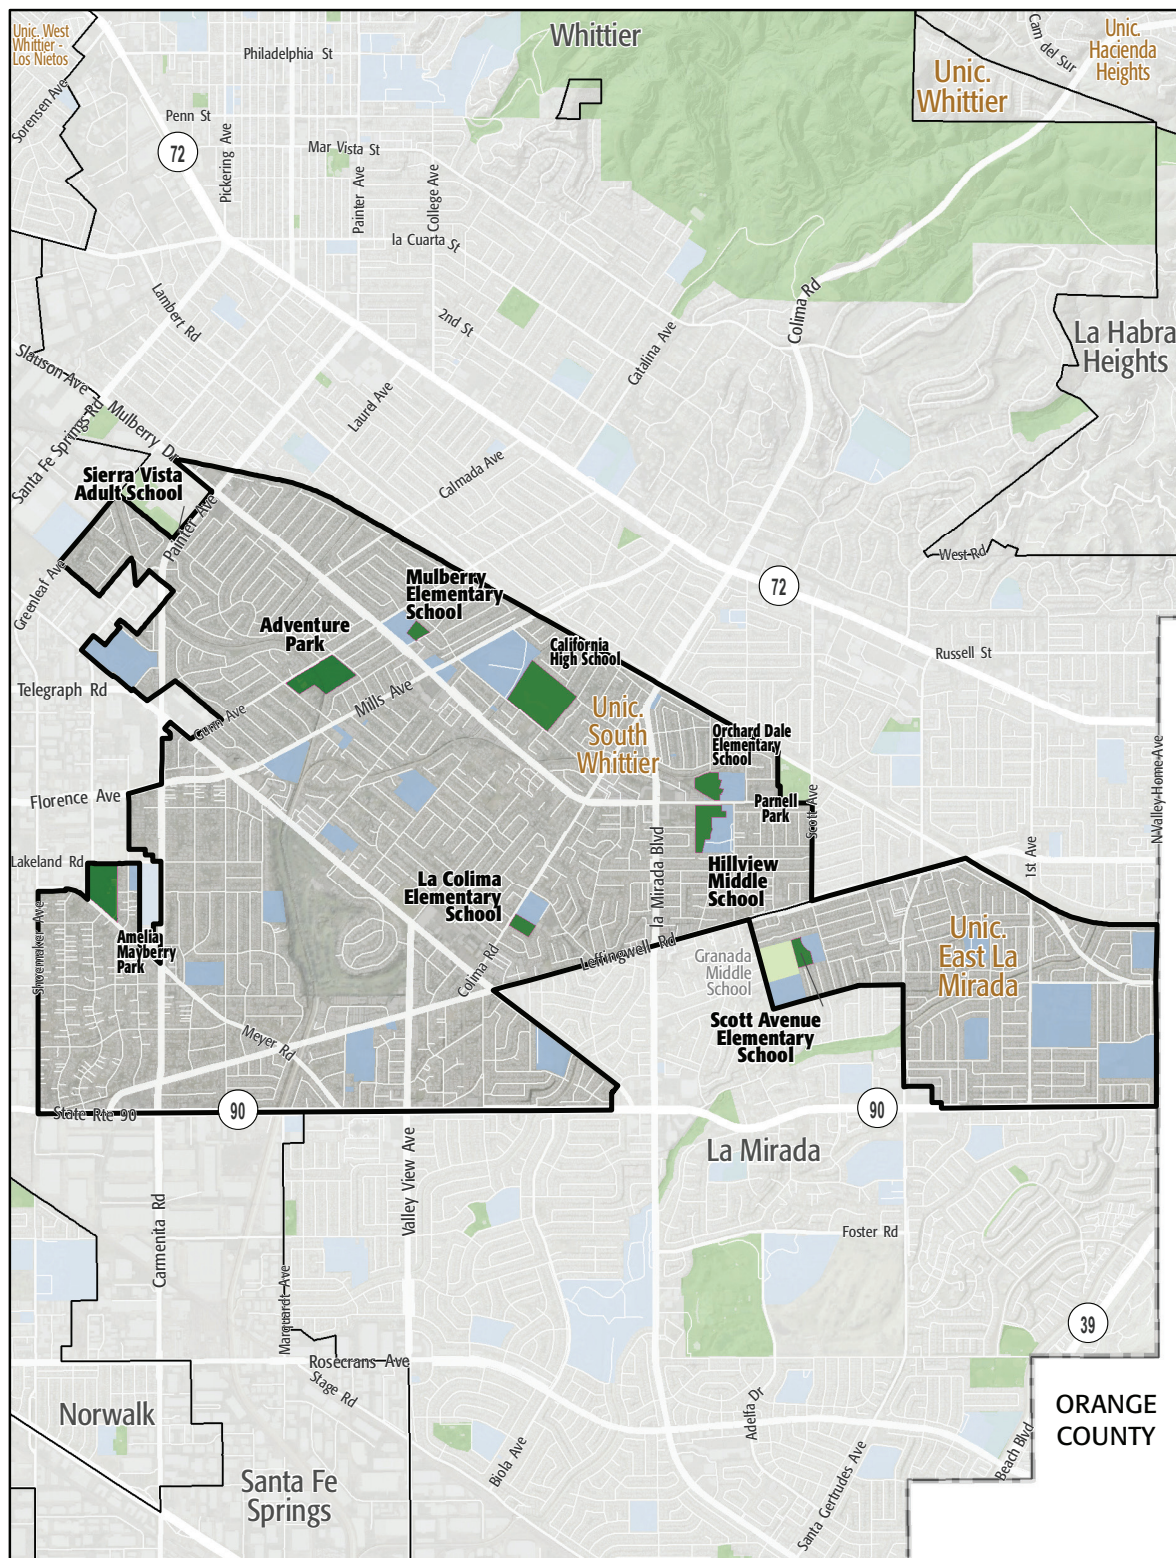 Unic. West
Whittier -
Los Nietos
Philadelphia St
Whittier
Cam del Sur
Unic.
Hacienda
Heights
Unic.
Whittier
Sorensen Ave
Penn St
72
Pickering Ave
Mar Vista St
Painter Ave
College Ave
la Cuarta St
Lambert Rd
2nd St
Colima Rd
Catalina Ave
La Habra
Heights
Slauson Ave
Laurel Ave
Mulberry Dr
Santa Fe Springs Rd
Calmada Ave
Sierra Vista
Adult School
Painter Ave
West Rd
Greenleaf Ave
72
Mulberry
Elementary
School
Adventure
Park
California
High School
Russell St
Telegraph Rd
Mills Ave
Gunn Ave
Unic.
South
Whittier
Orchard Dale
Elementary
School
N Valley Home Ave
Florence Ave
Parnell
Park
Scott Ave
la Mirada Blvd
1st Ave
Lakeland Rd
Hillview
Middle
School
La Colima
Elementary
School
Shoemaker Ave
Amelia
Mayberry
Park
Leffingwell Rd
Colima Rd
Granada
Middle
School
Unic.
East La
Mirada
Scott Avenue
Elementary
School
Meyer Rd
State Rte 90
90
90
La Mirada
Valley View Ave
Carmenita Rd
Foster Rd
Marquardt Ave
39
Rosecrans Ave
Stage Rd
Adelfa Dr
Norwalk
ORANGE
COUNTY
Beach Blvd
Biola Ave
Santa Gertrudes Ave
Santa Fe
Springs